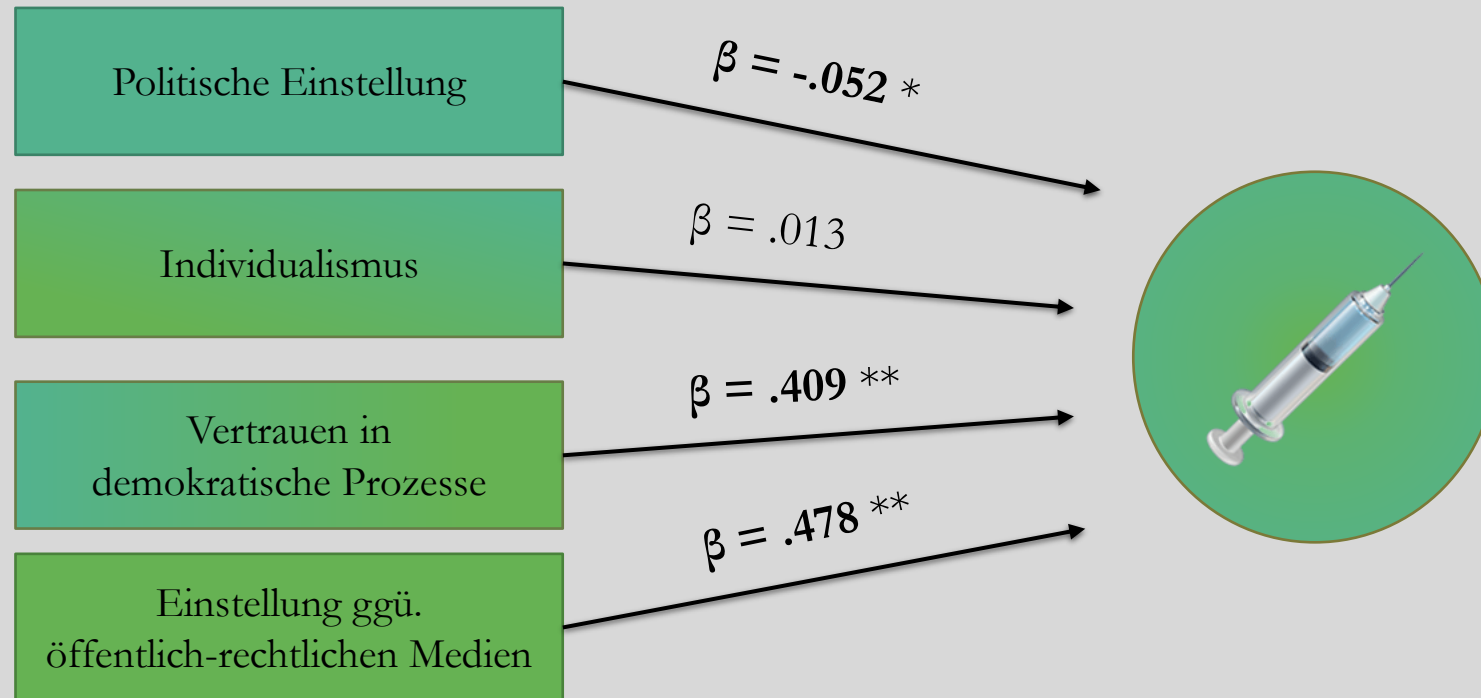 Politische Einstellung
β = -.052 *
Individualismus
β = .013
Vertrauen in
demokratische Prozesse
β = .409 **
Einstellung ggü.
öffentlich-rechtlichen Medien
β = .478 **